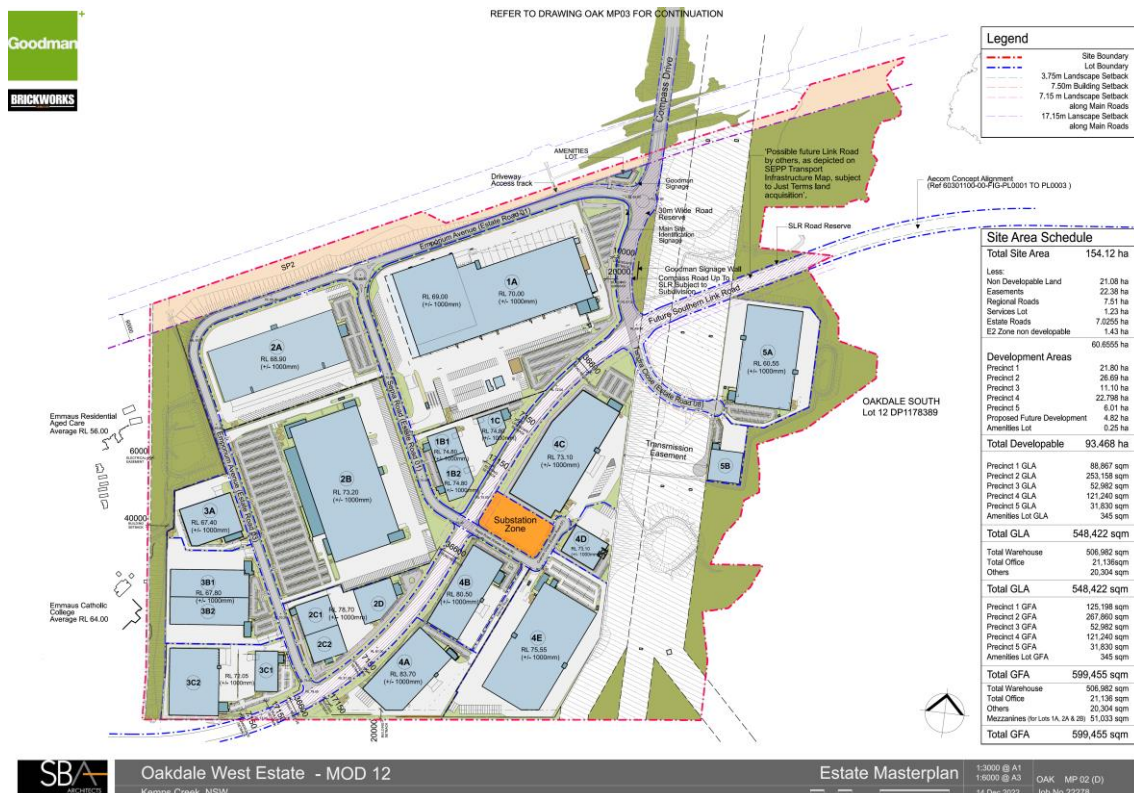 REFER TO DRAWING OAK MP03 FOR CONTINUATION
Goodman
BRICKWORKS
Legend
Site Boundary
Lot Boundary
3.75m Landscape Setback
7.50m Building Setback
7.15 m Landscape Setback
along Main Roads
17.15m Lanscape Setback
along Main Roads
Compass Drive
AMENITIES
LOT
Driveway
Access track
Goodman
Signage
30m Wide Road
Reserve
Main Site
Identification
Signage
'Possible future Link Road
by others, as depicted on
SEPP Transport
Infrastructure Map, subject
to Just Terms land
acquisition'.
Aecom Concept Alignment
(Ref 60301100-00-FIG-PL0001 TO PL0003 )
SLR Road Reserve
Goodman Signage Wall
Compass Road Up To
SLR Subject to
Subdivision
Future Southern Link Road
Emporium Avenue (Estate Road 01)
SP2
1A
RL 69.00
(+/- 1000mm)
RL 70.00
(+/- 1000mm)
2A
RL 68.90
(+/- 1000mm)
5A
RL 60.55
(+/- 1000mm)
OAKDALE SOUTH
Lot 12 DP1178389
Emmaus Residential
Aged Care
Average RL 56.00
6000
40000
1C
1B1
RL 74.80
1B2
RL 74.80
(+/- 1000mm)
4C
RL 73.10
(+/- 1000mm)
Transmission
Easement
5B
2B
RL 73.20
(+/- 1000mm)
3A
RL 67.40
(+/- 1000mm)
Substation
Zone
4D
RL 73.10
3B1
RL 67.80
(+/- 1000mm)
3B2
4B
RL 80.50
(+/- 1000mm)
2D
2C1
RL 78.70
(+/- 1000mm)
2C2
4E
RL 75.55
(+/- 1000mm)
4A
RL 83.70
(+/- 1000mm)
3C1
3C2
RL 72.05
(+/- 1000mm)
Emmaus Catholic
College
Average RL 64.00
200000
Site Area Schedule
Total Site Area 154.12 ha
Less:
Non Developable Land 21.08 ha
Easements 22.38 ha
Regional Roads 7.51 ha
Services Lot 1.23 ha
Estate Roads 7.0255 ha
E2 Zone non developable 1.43 ha
60.6555 ha
Development Areas
Precinct 1 21.80 ha
Precinct 2 26.69 ha
Precinct 3 11.10 ha
Precinct 4 22.798 ha
Precinct 5 6.01 ha
Proposed Future Development 4.82 ha
Amenities Lot 0.25 ha
Total Developable 93.468 ha
Precinct 1 GLA 88,867 sqm
Precinct 2 GLA 253,158 sqm
Precinct 3 GLA 52,982 sqm
Precinct 4 GLA 121,240 sqm
Precinct 5 GLA 31,830 sqm
Amenities Lot GLA 345 sqm
Total GLA 548,422 sqm
Total Warehouse 506,982 sqm
Total Office 21,136sqm
Others 20,304 sqm
Total GLA 548,422 sqm
Precinct 1 GFA 125,198 sqm
Precinct 2 GFA 267,860 sqm
Precinct 3 GFA 52,982 sqm
Precinct 4 GFA 121,240 sqm
Precinct 5 GFA 31,830 sqm
Amenities Lot GFA 345 sqm
Total GFA 599,455 sqm
Total Warehouse 506,982 sqm
Total Office 21,136 sqm
Others 20,304 sqm
Mezzanines (for Lots 1A, 2A & 2B) 51,033 sqm
Total GFA 599,455 sqm
SBA
ARCHITECTS
Oakdale West Estate - MOD 12
Kemps Creek, NSW
Estate Masterplan
1:3000 @ A1
1:6000 @ A3
14 Dec 2022
OAK MP 02 (D)
Job No 22278